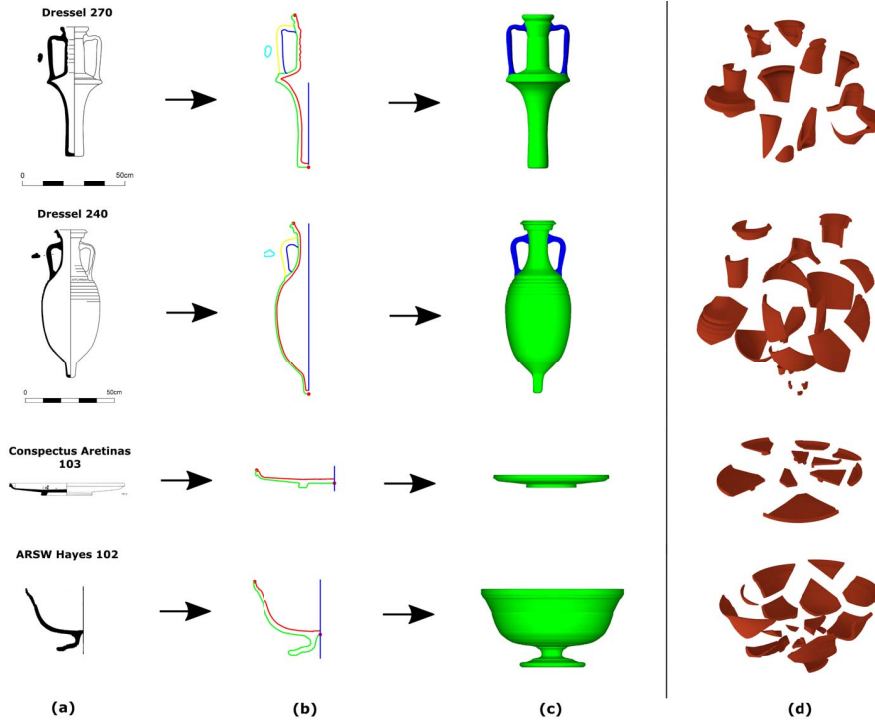 Dressel 270
0 50cm
Dressel 240
0 50cm
Conspectus Aretinas
103
ARSW Hayes 102
(a) (b) (c) (d)